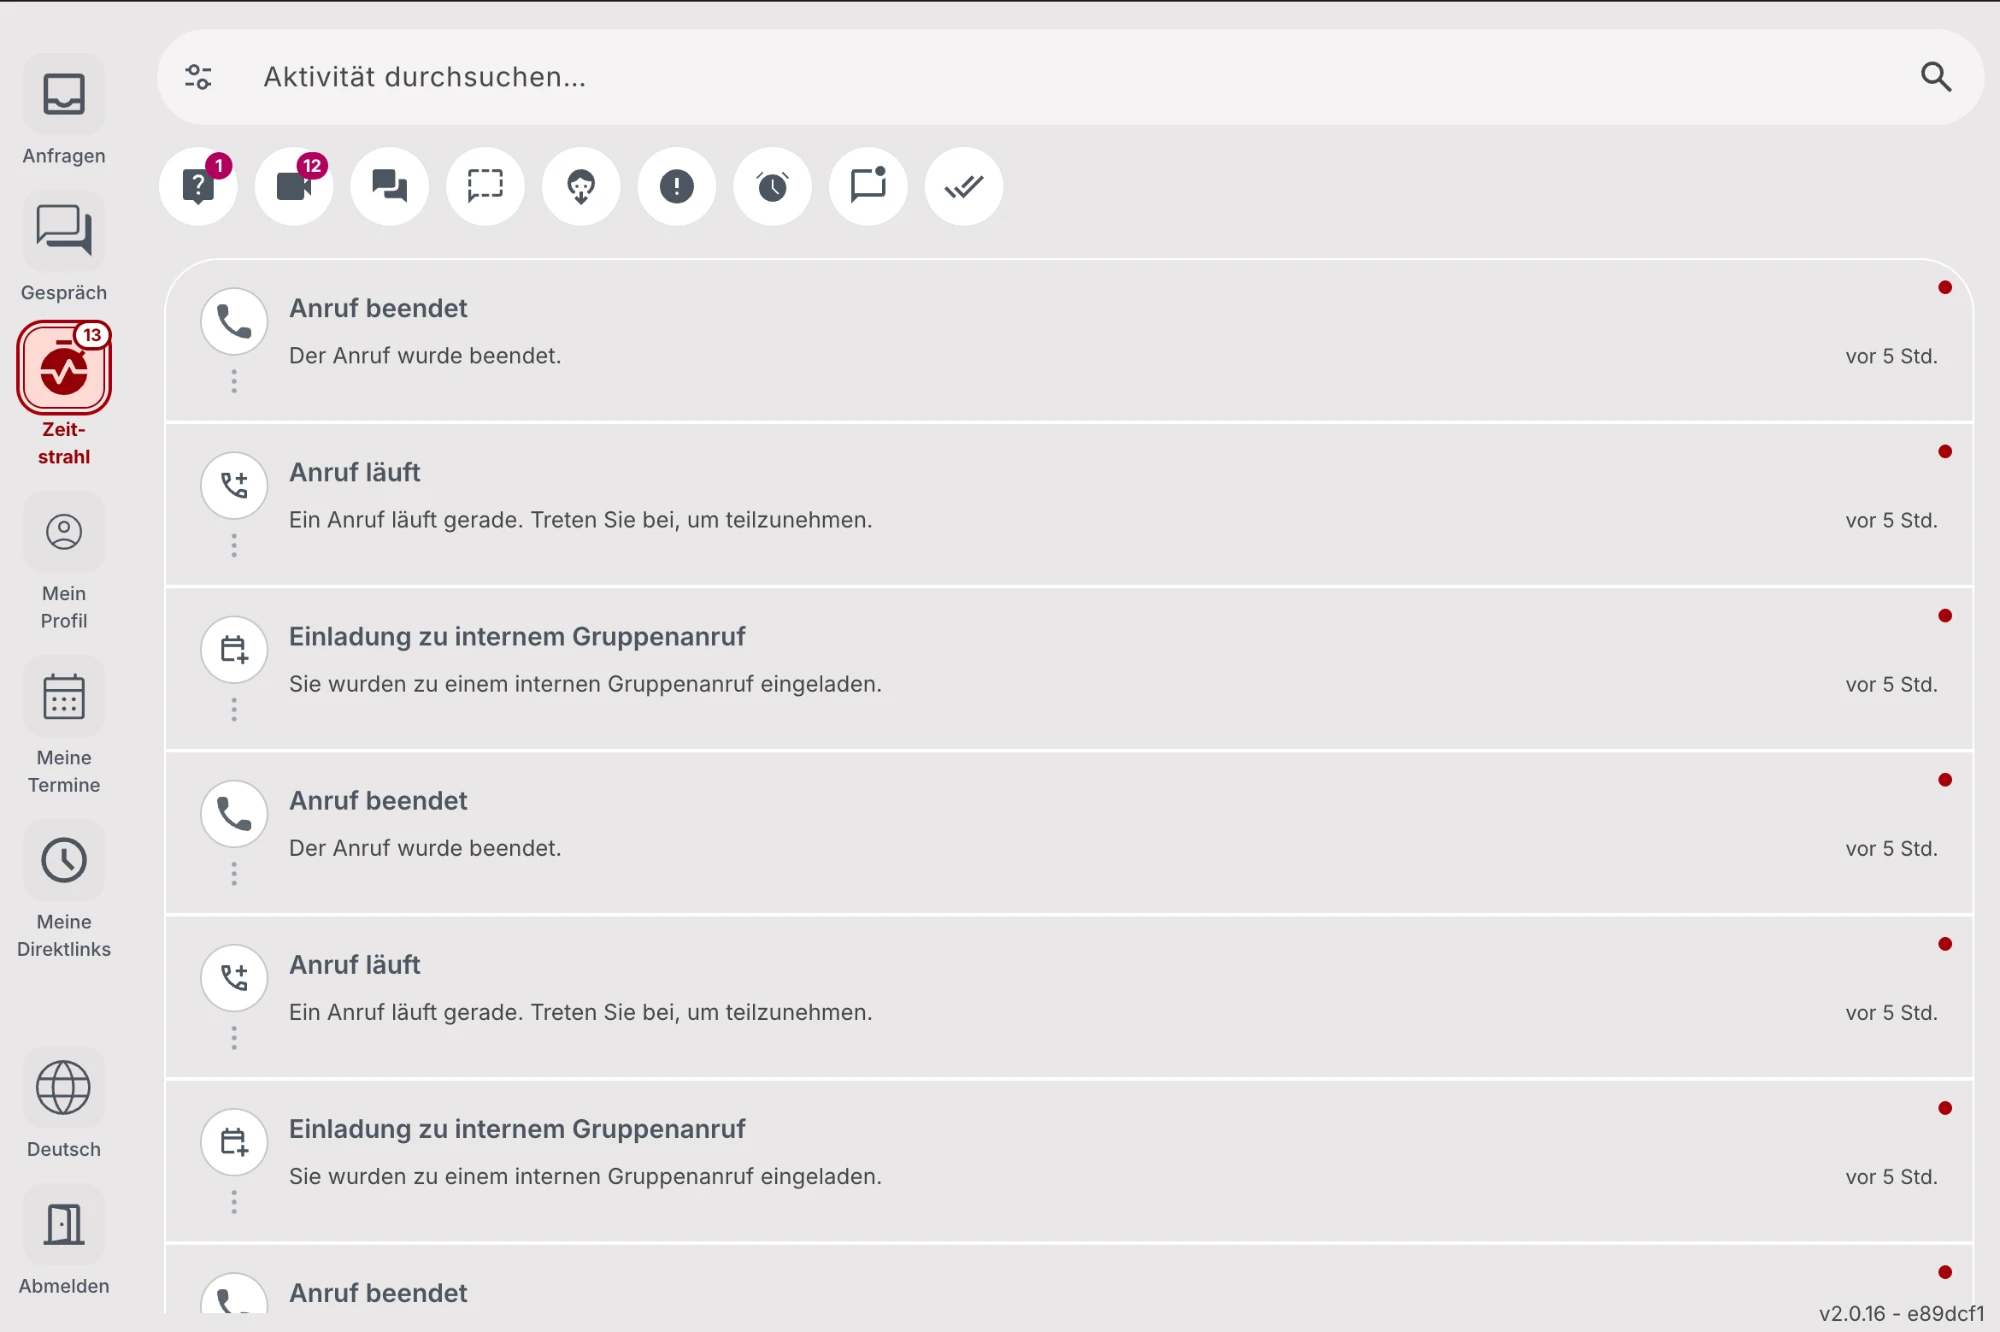 Aktivität durchsuchen...
Anfragen
Gespräch
13
Zeit-
strahl
Mein
Profil
Meine
Termine
Meine
Direktlinks
Deutsch
Abmelden
1
12
Anruf beendet
Der Anruf wurde beendet.
vor 5 Std.
Anruf läuft
Ein Anruf läuft gerade. Treten Sie bei, um teilzunehmen.
vor 5 Std.
Einladung zu internem Gruppenanruf
Sie wurden zu einem internen Gruppenanruf eingeladen.
vor 5 Std.
Anruf beendet
Der Anruf wurde beendet.
vor 5 Std.
Anruf läuft
Ein Anruf läuft gerade. Treten Sie bei, um teilzunehmen.
vor 5 Std.
Einladung zu internem Gruppenanruf
Sie wurden zu einem internen Gruppenanruf eingeladen.
vor 5 Std.
Anruf beendet
v2.0.16 - e89dcf1